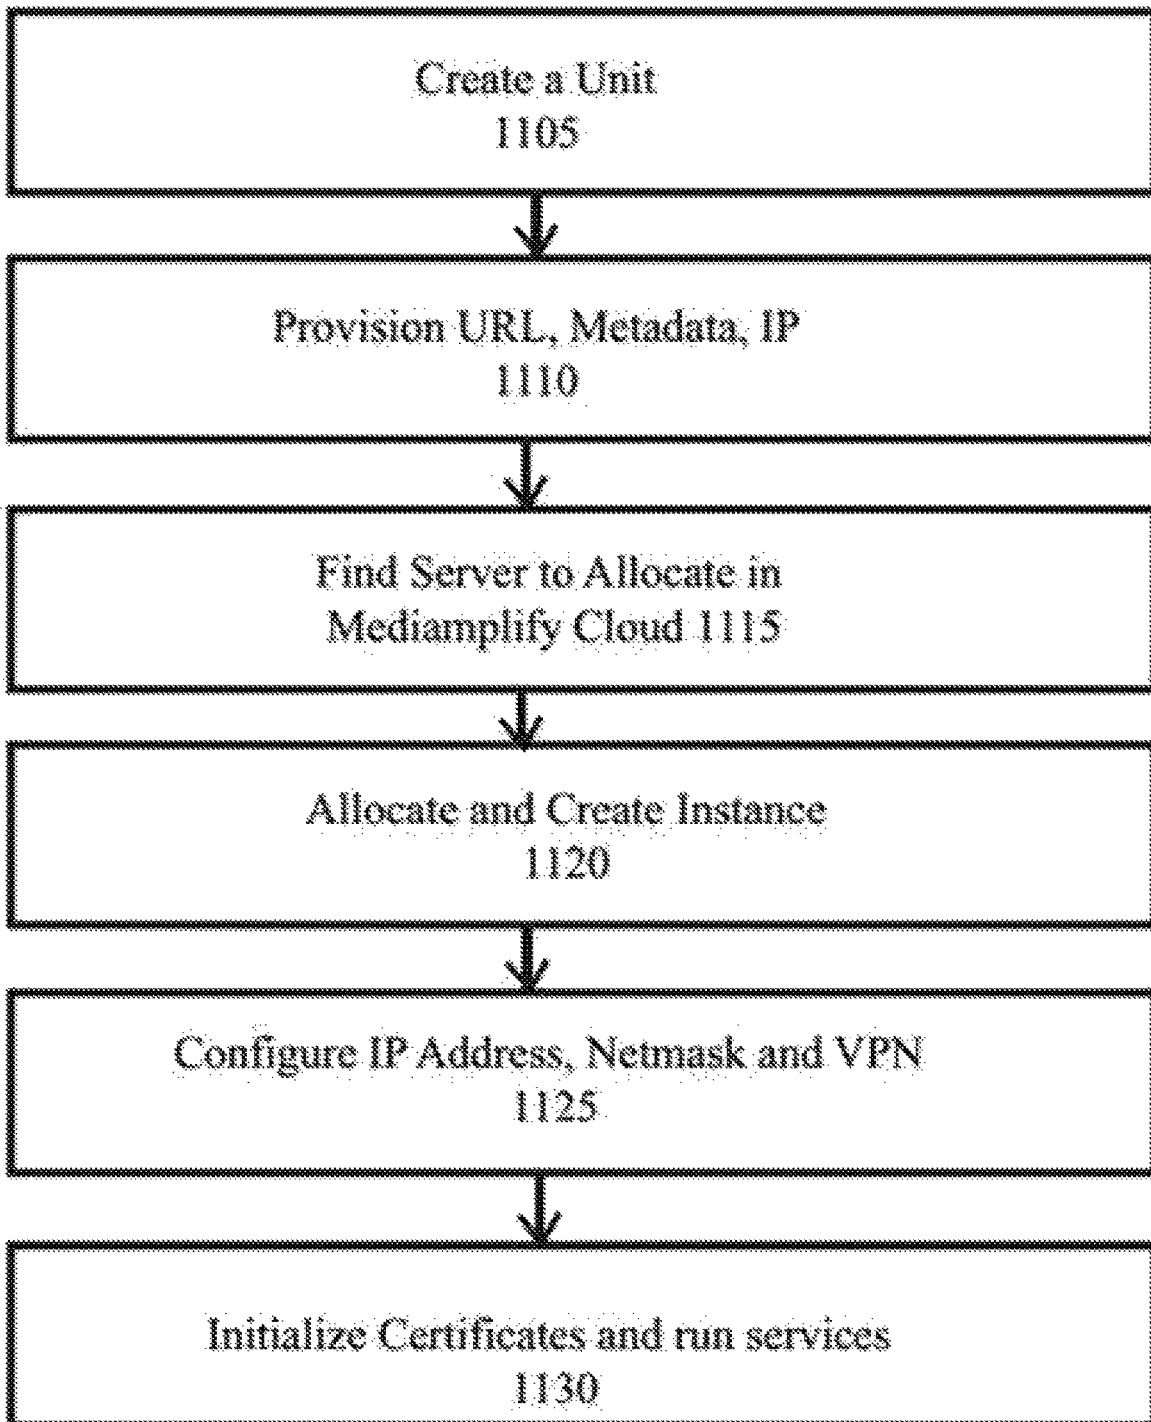 Create a Unit
1105
Provision URL, Metadata, IP
1110
Find Server to Allocate in
Mediamplify Cloud 1115
Allocate and Create Instance
1120
Configure IP Address, Netmask and VPN
1125
Initialize Certificates and run services
1130